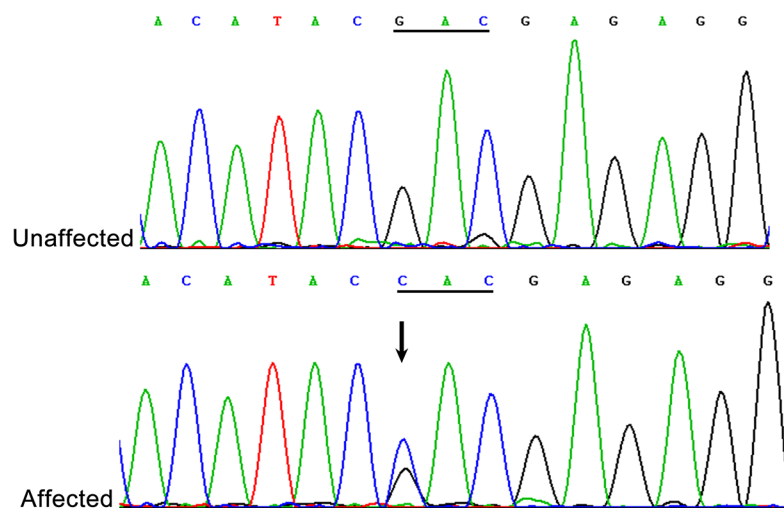 A C A T A C G A C G A G A G G
Unaffected
A C A T A C C A C G A G A G G
Affected